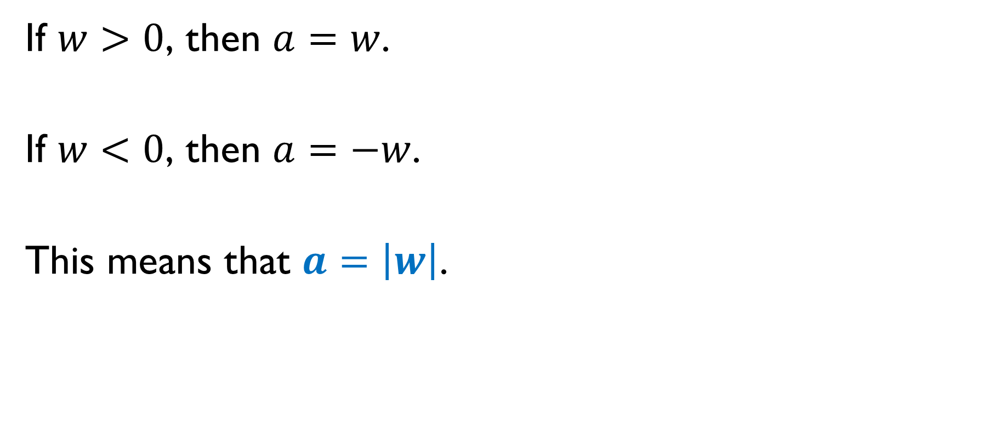 If w > 0, then a = w.
If w < 0, then a = −w.
This means that a = |w|.